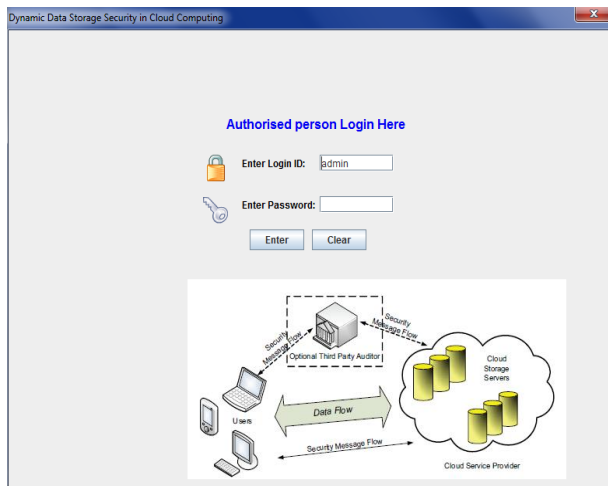 Dynamic Data Storage Security in Cloud Computing
Authorised person Login Here
Enter Login ID: admin
Enter Password:
Enter Clear
Security
Message Flow
Security
Message Flow
Optional Third Party Auditor
Cloud
Storage
Servers
Users
Data Flow
Security Message Flow
Cloud Service Provider